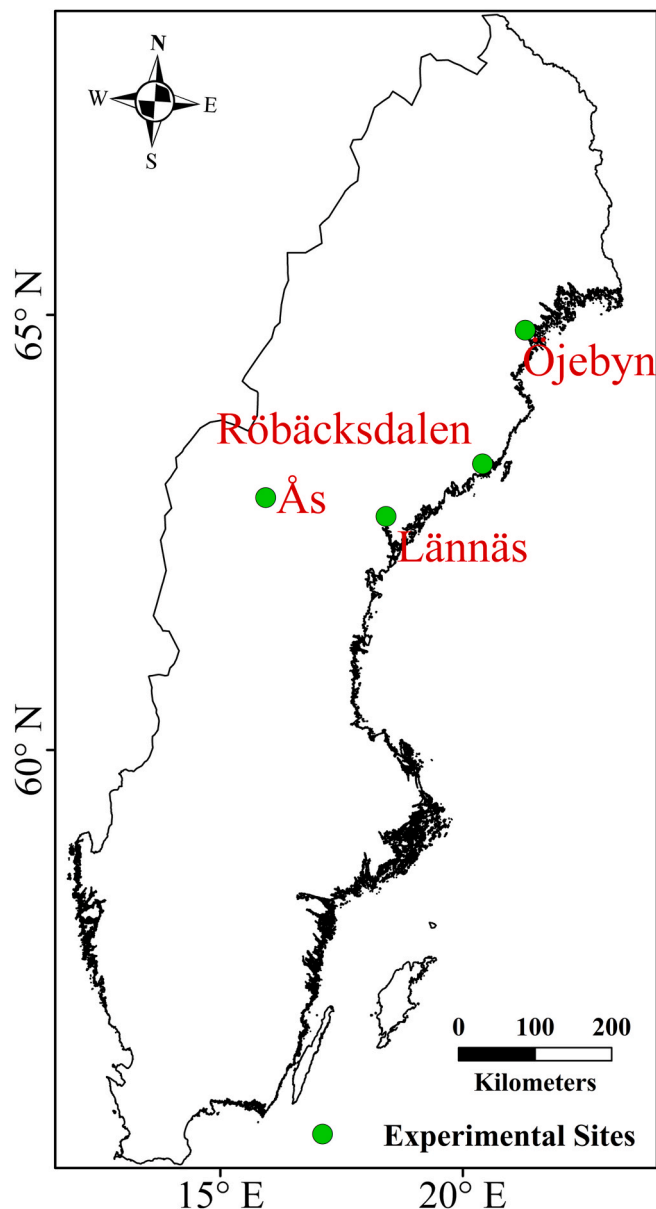 N
W E
S
65° N
Öjebyn
Röbäcksdalen
Ås
Lännäs
60° N
0 100 200
Kilometers
Experimental Sites
15° E 20° E